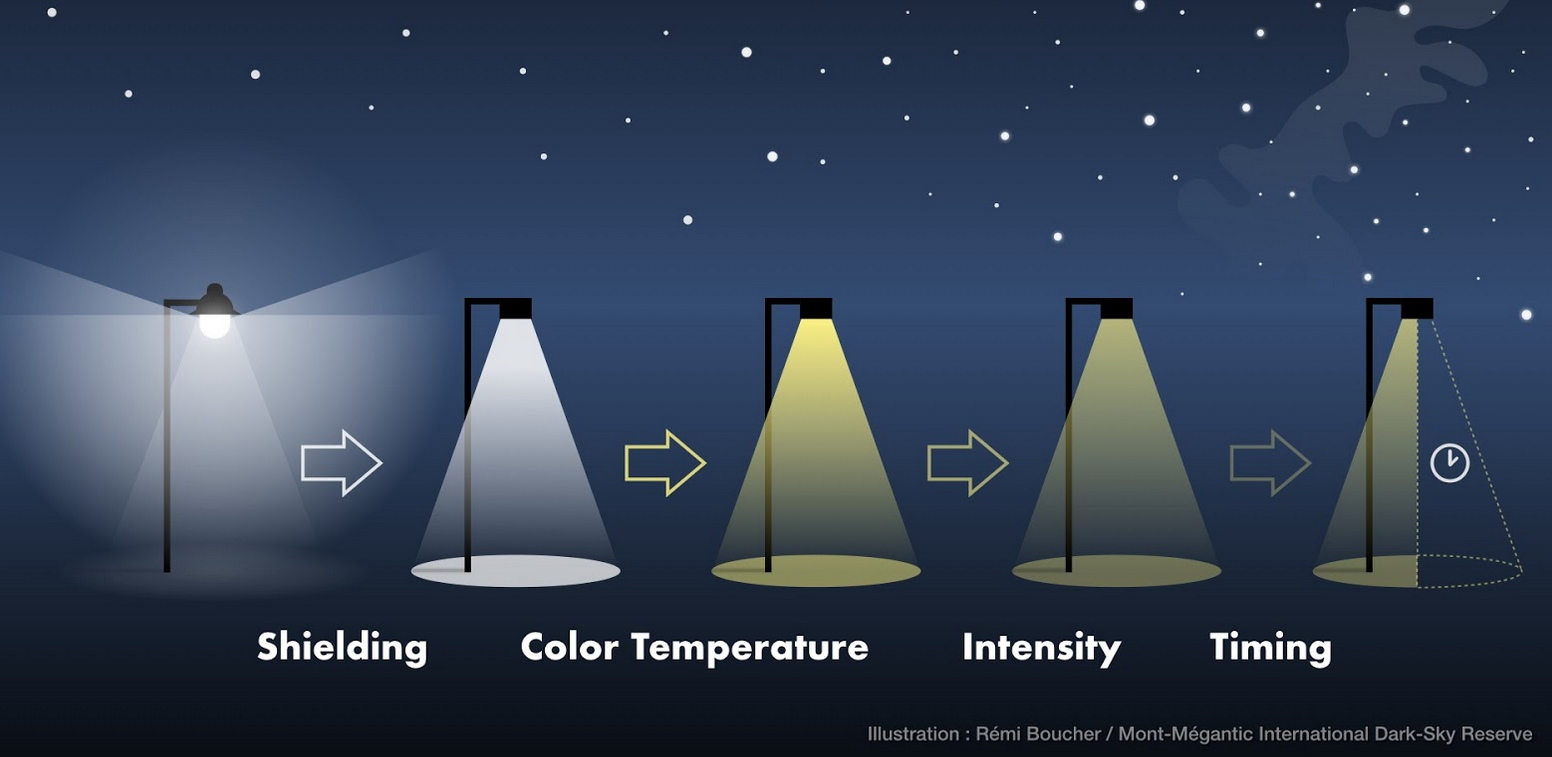 Shielding Color Temperature Intensity Timing
Illustration : Rémi Boucher / Mont-Mégantic International Dark-Sky Reserve